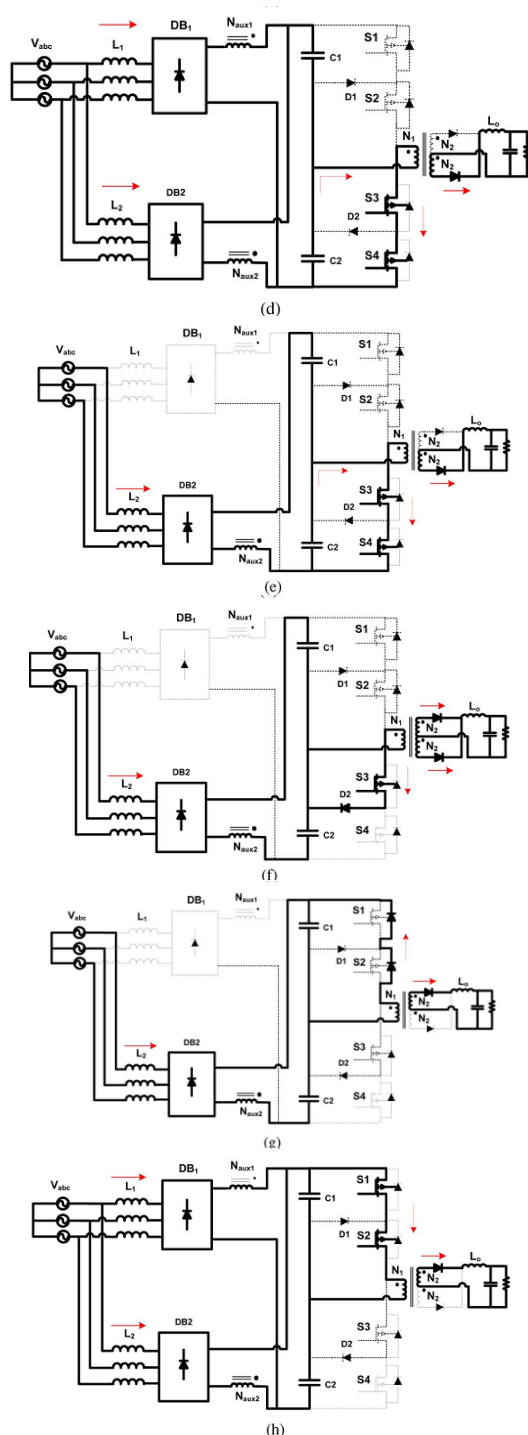 DB1
Naux1
Vabc
L1
C1
S1
D1
S2
N1
N2
N2
Lo
L2
DB2
S3
D2
S4
C2
Naux2
(d)
DB1
Naux1
Vabc
L1
C1
S1
D1
S2
N1
N2
N2
Lo
L2
DB2
S3
D2
S4
C2
Naux2
(e)
DB1
Naux1
Vabc
L1
C1
S1
D1
S2
N1
N2
N2
Lo
L2
DB2
S3
D2
S4
C2
Naux2
(f)
DB1
Naux1
Vabc
L1
C1
S1
D1
S2
N1
N2
N2
Lo
L2
DB2
S3
D2
S4
C2
Naux2
(g)
DB1
Naux1
Vabc
L1
C1
S1
D1
S2
N1
N2
N2
Lo
L2
DB2
S3
D2
S4
C2
Naux2
(h)